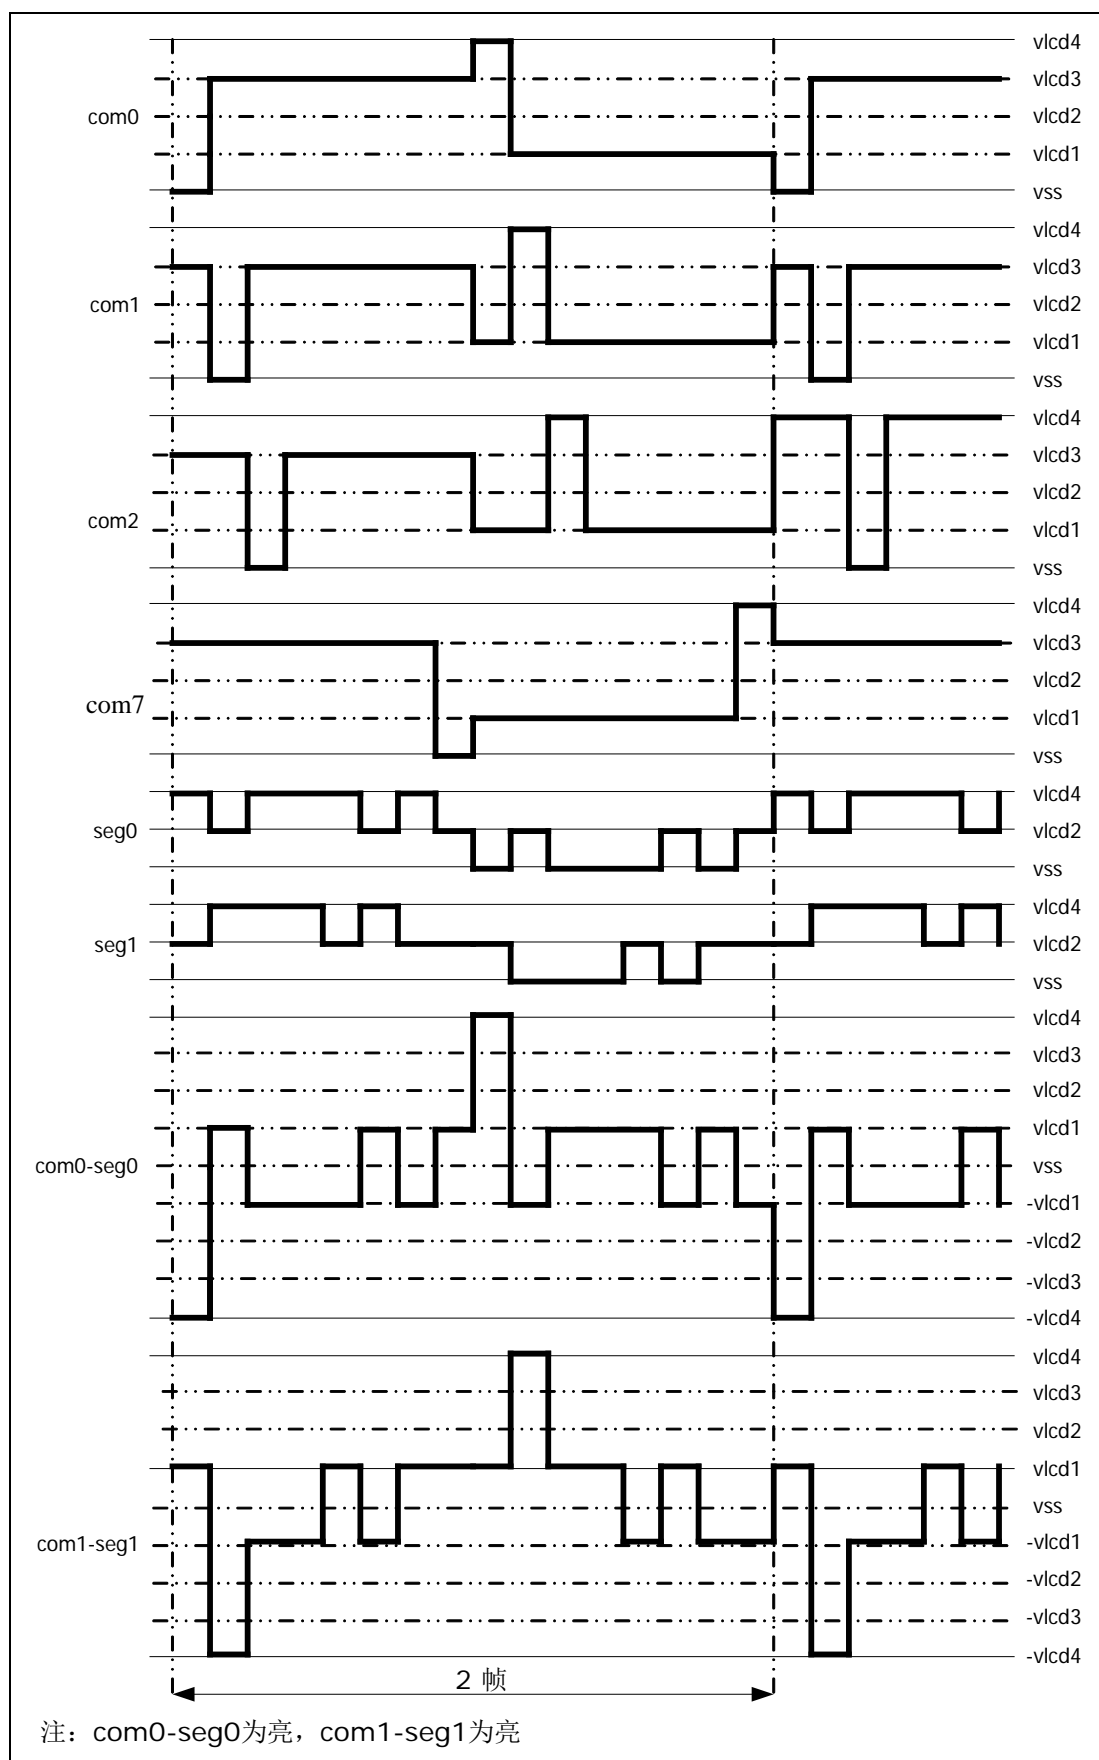 vlcd4
vlcd3
com0
vlcd2
vlcd1
vss
vlcd4
vlcd3
com1
vlcd2
vlcd1
vss
vlcd4
vlcd3
vlcd2
com2
vlcd1
vss
vlcd4
vlcd3
vlcd2
com7
vlcd1
vss
vlcd4
seg0
vlcd2
vss
vlcd4
seg1
vlcd2
vss
vlcd4
vlcd3
vlcd2
vlcd1
com0-seg0
vss
-vlcd1
-vlcd2
-vlcd3
-vlcd4
vlcd4
vlcd3
vlcd2
vlcd1
vss
com1-seg1
-vlcd1
-vlcd2
-vlcd3
-vlcd4
2 帧
注：com0-seg0为亮，com1-seg1为亮